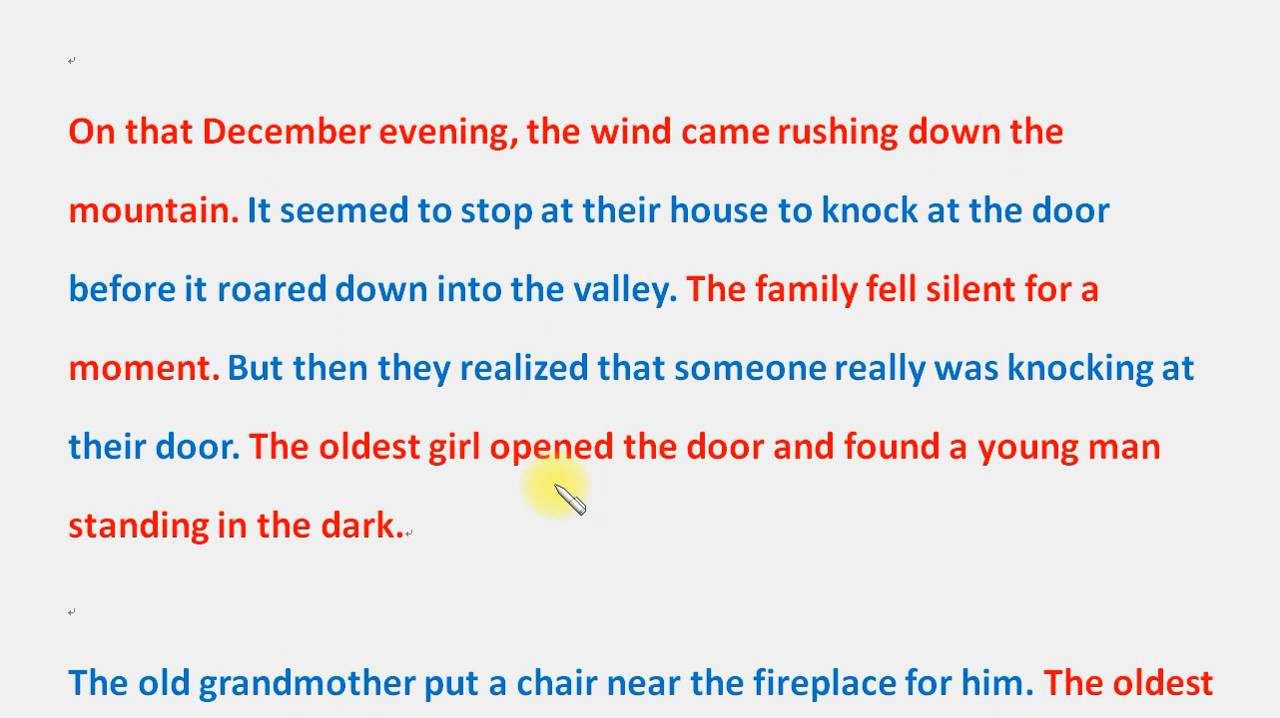 On that December evening, the wind came rushing down the
mountain. It seemed to stop at their house to knock at the door
before it roared down into the valley. The family fell silent for a
moment. But then they realized that someone really was knocking at
their door. The oldest girl opened the door and found a young man
standing in the dark.
The old grandmother put a chair near the fireplace for him. The oldest